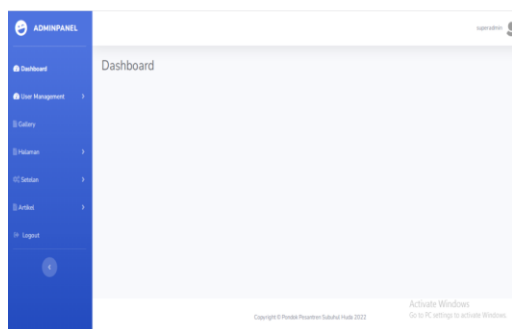 ADMINPANEL
superadmin
Dashboard
Dashboard
User Management
Gallery
Halaman
Setelan
Artikel
Logout
Activate Windows
Go to PC settings to activate Windows.
Copyright © Pondok Pesantren Subulul Huda 2022